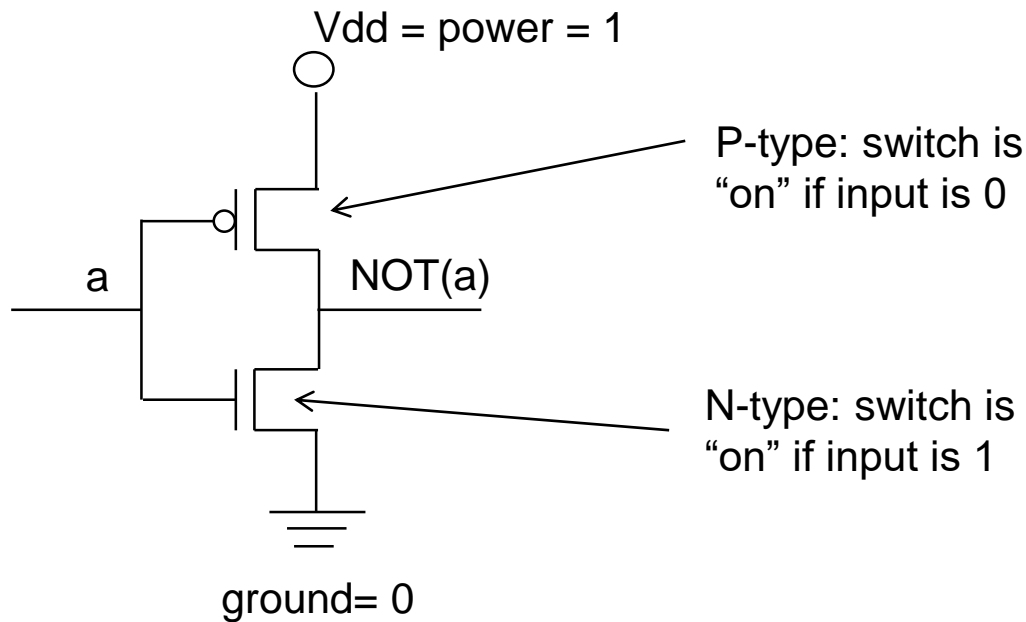 Vdd = power = 1
P-type: switch is
“on” if input is 0
a
NOT(a)
N-type: switch is
“on” if input is 1
ground= 0